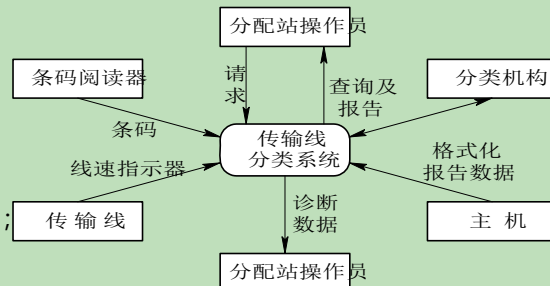 分配站操作员
条码阅读器
请
求
查询及
报告
分类机构
条码
传输线
分类系统
格式化
报告数据
线速指示器
;
传 输 线
诊断
数据
主 机
分配站操作员